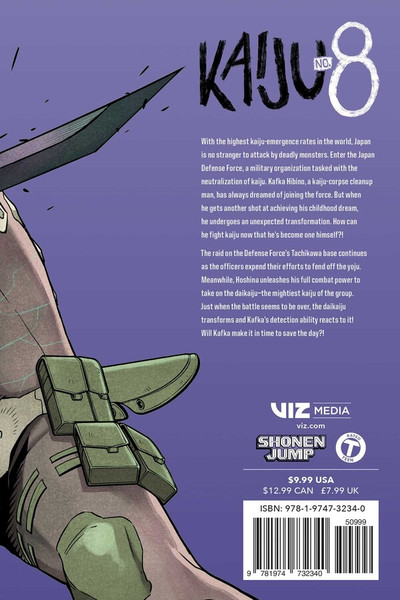 KAIJU NO. 8
With the highest kaiju-emergence rates in the world, Japan
is no stranger to attack by deadly monsters. Enter the Japan
Defense Force, a military organization tasked with the
neutralization of kaiju. Kafka Hibino, a kaiju-corpse cleanup
man, has always dreamed of joining the force. But when
he gets another shot at achieving his childhood dream,
he undergoes an unexpected transformation. How can
he fight kaiju now that he's become one himself?!
The raid on the Defense Force's Tachikawa base continues
as the officers expend their efforts to fend off the yoju.
Meanwhile, Hoshina unleashes his full combat power to
take on the daikaiju–the mightiest kaiju of the group.
Just when the battle seems to be over, the daikaiju
transforms and Kafka's detection ability reacts to it!
Will Kafka make it in time to save the day?!
VIZ MEDIA
viz.com
SHONEN
JUMP
RATED
T
TEEN
$9.99 USA
$12.99 CAN £7.99 UK
ISBN: 978-1-9747-3234-0
50999
9 781974 732340